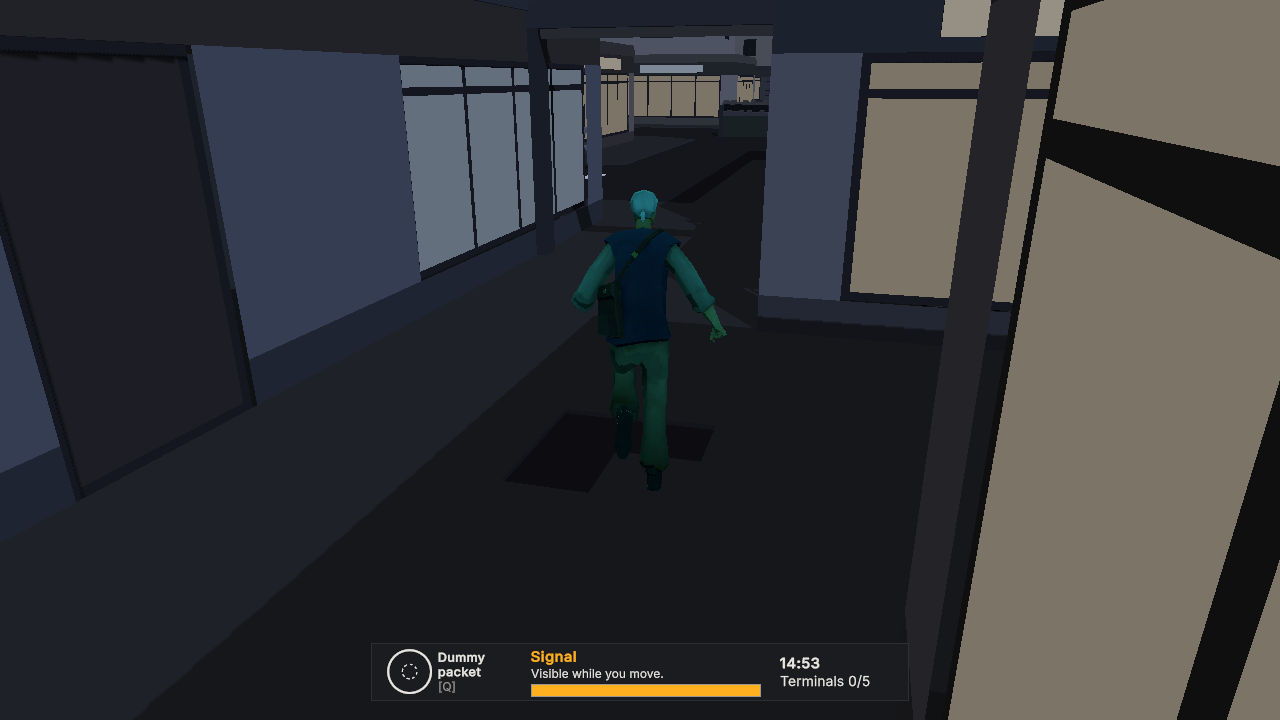 Dummy
packet
[Q]
Signal
Visible while you move.
14:53
Terminals 0/5